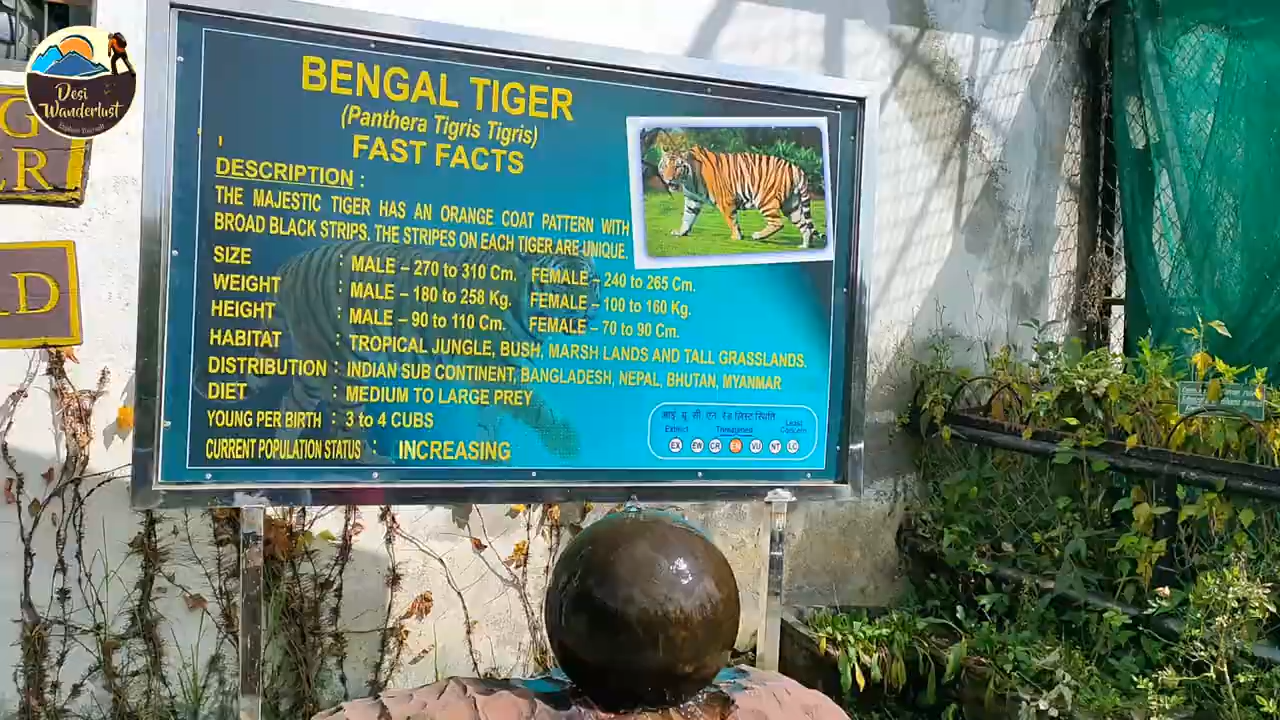 Desi
Wanderlust
G
ER
D
BENGAL TIGER
(Panthera Tigris Tigris)
FAST FACTS
DESCRIPTION :
THE MAJESTIC TIGER HAS AN ORANGE COAT PATTERN WITH
BROAD BLACK STRIPS. THE STRIPES ON EACH TIGER ARE UNIQUE.
SIZE : MALE – 270 to 310 Cm. FEMALE – 240 to 265 Cm.
WEIGHT : MALE – 180 to 258 Kg. FEMALE – 100 to 160 Kg.
HEIGHT : MALE – 90 to 110 Cm. FEMALE – 70 to 90 Cm.
HABITAT : TROPICAL JUNGLE, BUSH, MARSH LANDS AND TALL GRASSLANDS.
DISTRIBUTION : INDIAN SUB CONTINENT, BANGLADESH, NEPAL, BHUTAN, MYANMAR
DIET : MEDIUM TO LARGE PREY
YOUNG PER BIRTH : 3 to 4 CUBS
CURRENT POPULATION STATUS : INCREASING
आई यू सी एन रेड लिस्ट स्थिति
Extinct Threatened Least Concern
EX EW CR EN VU NT LC